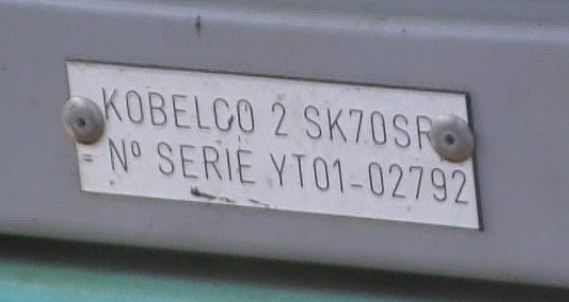 KOBELCO 2 SK70SR
Nº SERIE YT01-02792